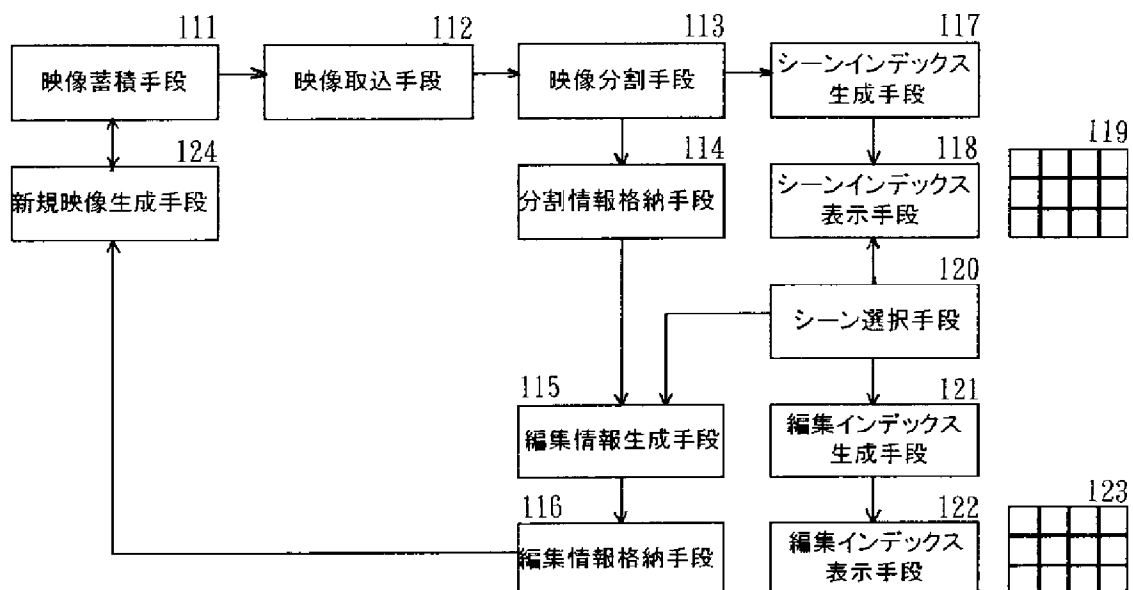 111
映像蓄積手段
112
映像取込手段
113
映像分割手段
117
シーンインデックス
生成手段
124
新規映像生成手段
114
分割情報格納手段
118
シーンインデックス
表示手段
119
120
シーン選択手段
115
編集情報生成手段
121
編集インデックス
生成手段
116
編集情報格納手段
122
編集インデックス
表示手段
123